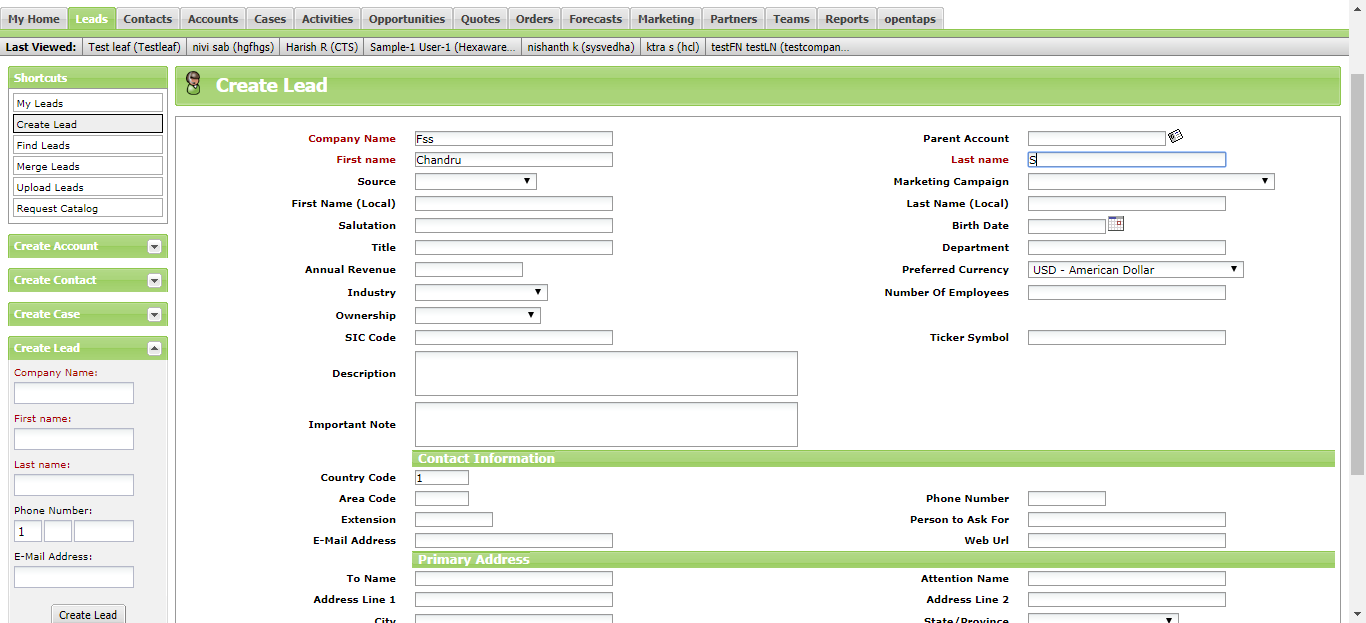 My Home Leads Contacts Accounts Cases Activities Opportunities Quotes Orders Forecasts Marketing Partners Teams Reports opentaps
Last Viewed: Test leaf (Testleaf) nivi sab (hgfhgs) Harish R (CTS) Sample-1 User-1 (Hexaware... nishanth k (sysvedha) ktra s (hcl) testFN testLN (testcompan...
Shortcuts
My Leads
Create Lead
Find Leads
Merge Leads
Upload Leads
Request Catalog
Create Account
Create Contact
Create Case
Create Lead
Company Name:
First name:
Last name:
Phone Number:
1
E-Mail Address:
Create Lead
Create Lead
Company Name Fss Parent Account
First name Chandru Last name S
Source Marketing Campaign
First Name (Local) Last Name (Local)
Salutation Birth Date
Title Department
Annual Revenue Preferred Currency USD - American Dollar
Industry Number Of Employees
Ownership
SIC Code Ticker Symbol
Description
Important Note
Contact Information
Country Code 1
Area Code Phone Number
Extension Person to Ask For
E-Mail Address Web Url
Primary Address
To Name Attention Name
Address Line 1 Address Line 2
City State/Province